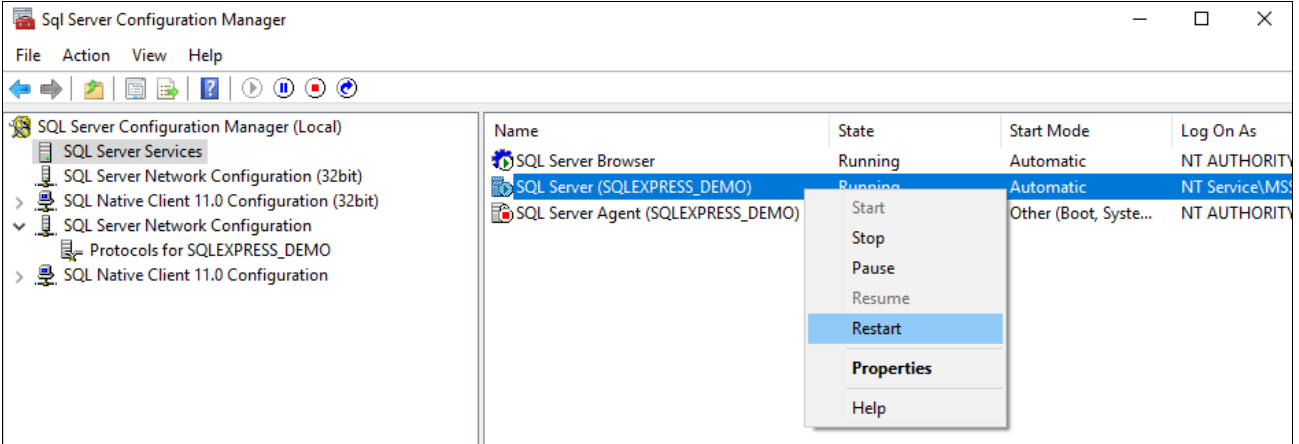 Sql Server Configuration Manager
File Action View Help
SQL Server Configuration Manager (Local)
SQL Server Services
SQL Server Network Configuration (32bit)
SQL Native Client 11.0 Configuration (32bit)
SQL Server Network Configuration
Protocols for SQLEXPRESS_DEMO
SQL Native Client 11.0 Configuration
Name State Start Mode Log On As
SQL Server Browser Running Automatic NT AUTHORITY
SQL Server (SQLEXPRESS_DEMO) Running Automatic NT Service\MSS
SQL Server Agent (SQLEXPRESS_DEMO) Other (Boot, Syste... NT AUTHORITY
Start
Stop
Pause
Resume
Restart
Properties
Help